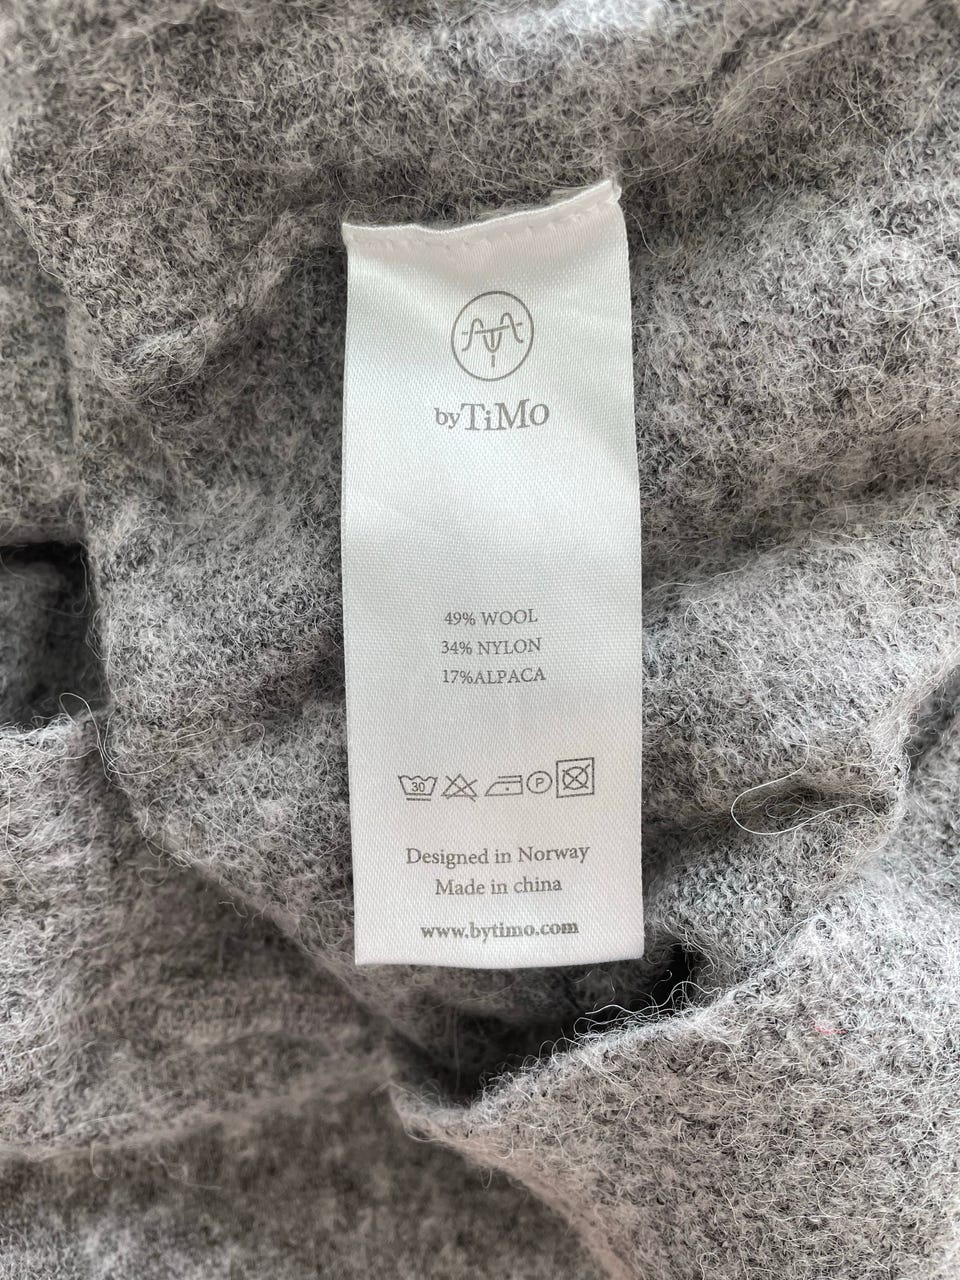 byTiMo
49% WOOL
34% NYLON
17%ALPACA
30 P
Designed in Norway
Made in china
www.bytimo.com